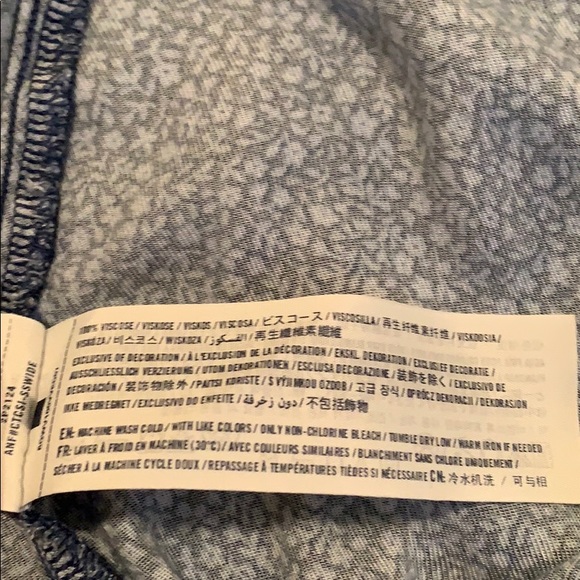 100% VISCOSE / VISKOSE / VISKOS / VISCOSA / ビスコース / VISCOSILLA / 再生纤维素纤维 / VISKOOSIA /
VISKÓZA / 비스코스 / WISKOZA / الفسكوز / 再生纖維素纖維
EXCLUSIVE OF DECORATION / À L'EXCLUSION DE LA DÉCORATION / EKSKL. DEKORATION / EXCLUSIEF DECORATIE /
AUSSCHLIESSLICH VERZIERUNG / UTOM DEKORATIONEN / ESCLUSA DECORAZIONE / 装飾を除く / EXCLUSIVO DE
DECORACIÓN / 装饰物除外 / PAITSI KORISTE / S VÝJIMKOU OZDOB / 고급 장식 / OPRÓCZ DEKORACJI / DEKORASJON
IKKE MEDREGNET / EXCLUSIVO DO ENFEITE / دون زخرفة / 不包括飾物
EN: MACHINE WASH COLD / WITH LIKE COLORS / ONLY NON-CHLORINE BLEACH / TUMBLE DRY LOW / WARM IRON IF NEEDED
FR: LAVER À FROID EN MACHINE (30°C) / AVEC COULEURS SIMILAIRES / BLANCHIMENT SANS CHLORE UNIQUEMENT /
SÉCHER À LA MACHINE CYCLE DOUX / REPASSAGE À TEMPÉRATURES TIÈDES SI NÉCESSAIRE CN: 冷水机洗 / 可与相
ANF#CTCSI-SSWIDE